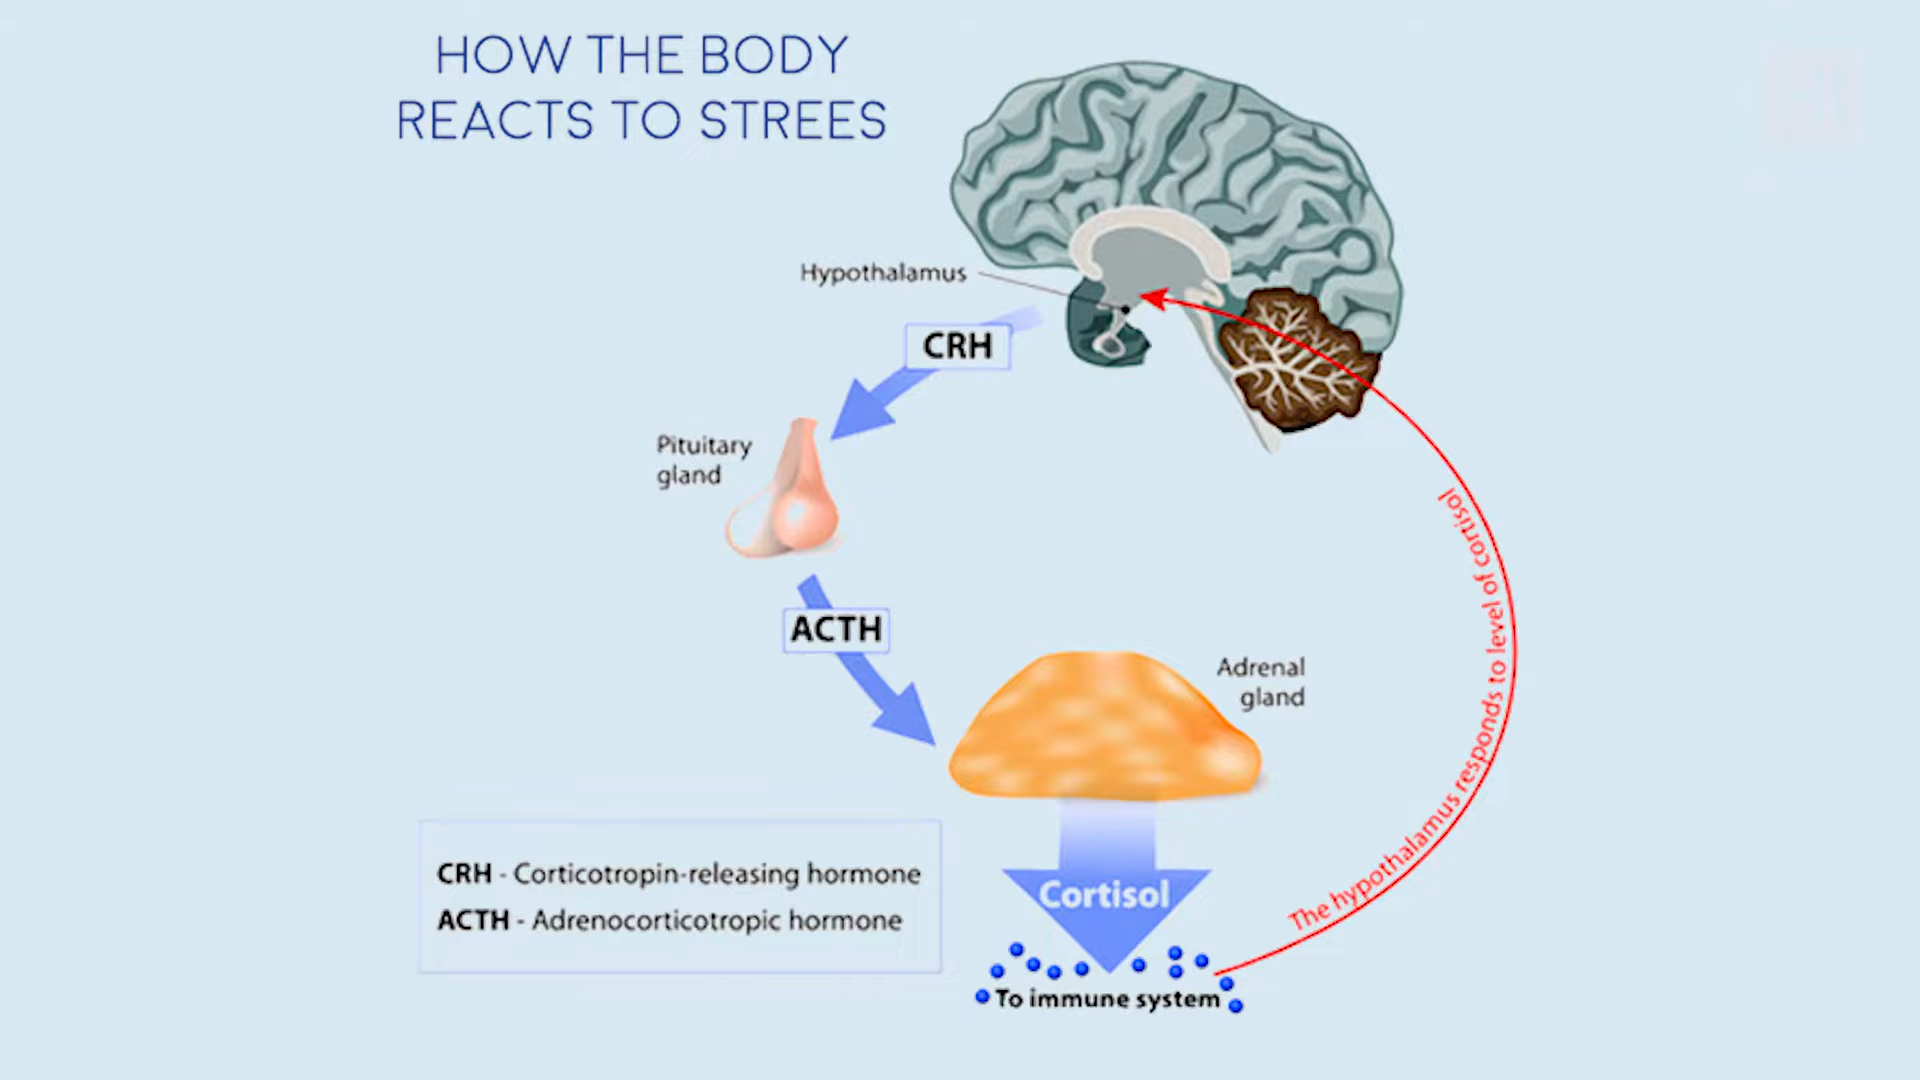 HOW THE BODY
REACTS TO STREES
Hypothalamus
CRH
Pituitary
gland
ACTH
Adrenal
gland
Cortisol
To immune system
The hypothalamus responds to level of cortisol
CRH - Corticotropin-releasing hormone
ACTH - Adrenocorticotropic hormone